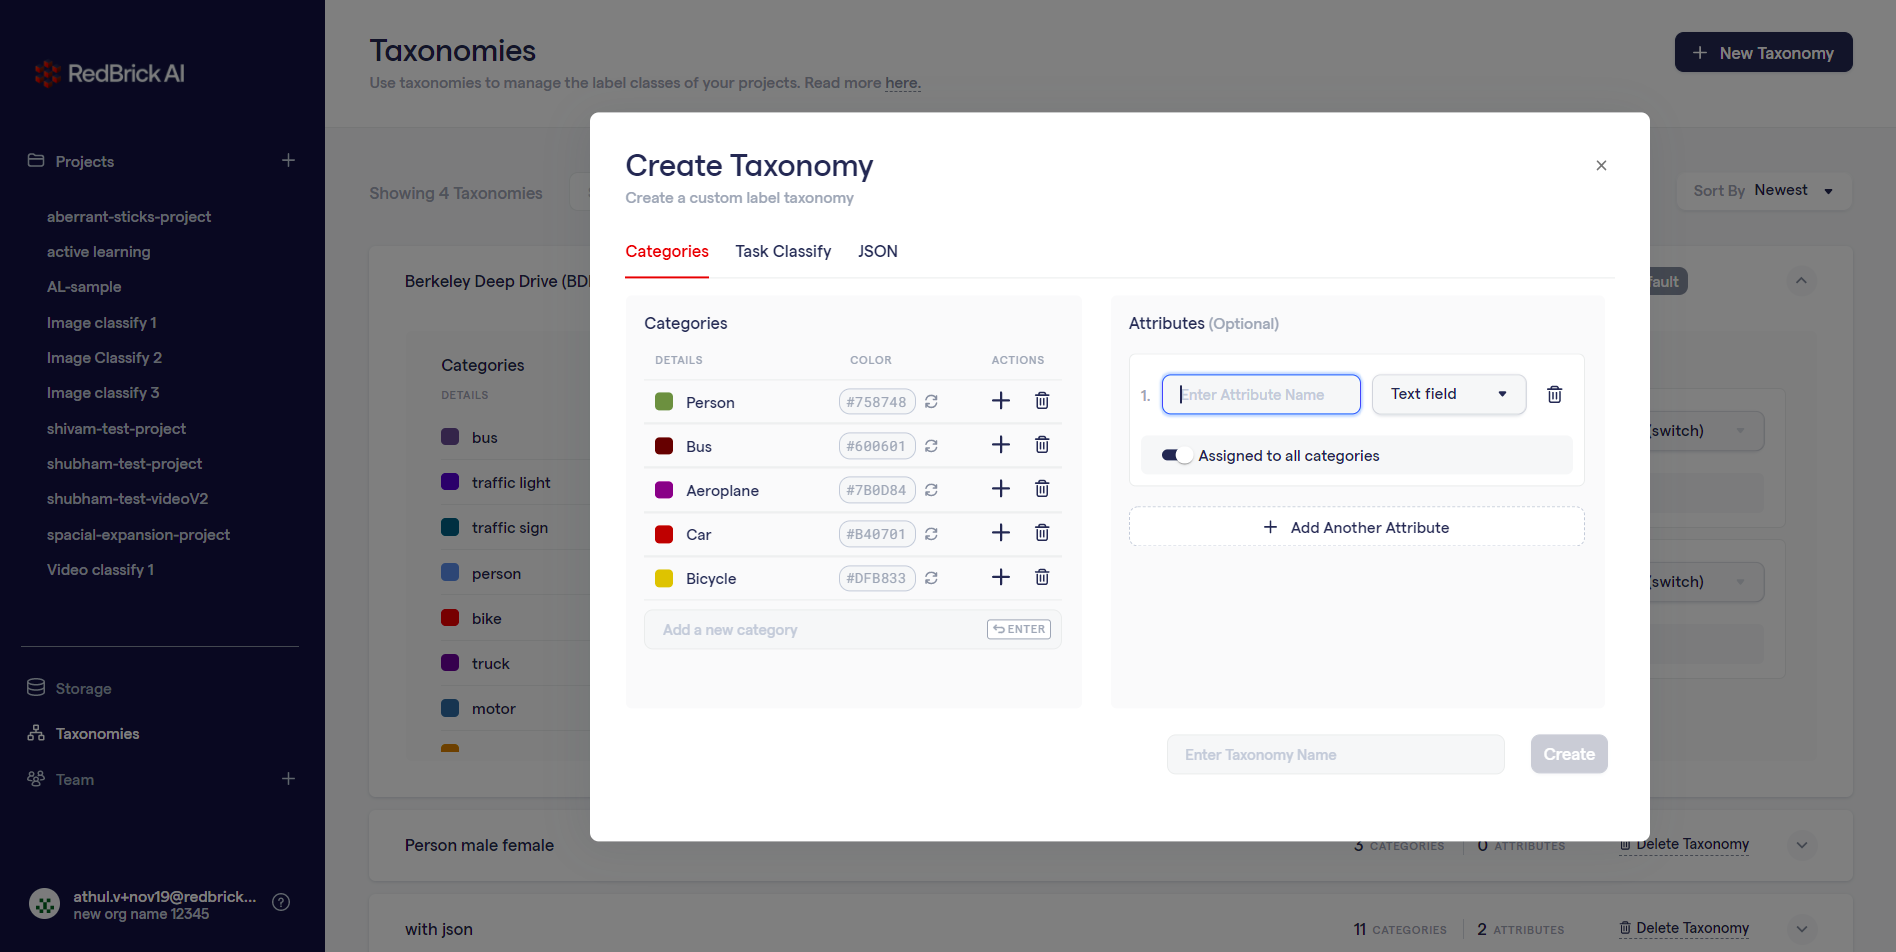 RedBrick AI
Projects
aberrant-sticks-project
active learning
AL-sample
Image classify 1
Image Classify 2
Image classify 3
shivam-test-project
shubham-test-project
shubham-test-videoV2
spacial-expansion-project
Video classify 1
Storage
Taxonomies
Team
athul.v+nov19@redbrick...
new org name 12345
Taxonomies
Use taxonomies to manage the label classes of your projects. Read more here.
New Taxonomy
Showing 4 Taxonomies
Sort By Newest
Berkeley Deep Drive (BD
Categories
DETAILS
bus
traffic light
traffic sign
person
bike
truck
motor
(switch)
(switch)
Create Taxonomy
Create a custom label taxonomy
Categories Task Classify JSON
Categories
DETAILS COLOR ACTIONS
Person #758748
Bus #600601
Aeroplane #7B0D84
Car #B40701
Bicycle #DFB833
Add a new category ENTER
Attributes (Optional)
1. Enter Attribute Name Text field
Assigned to all categories
Add Another Attribute
Enter Taxonomy Name Create
Person male female 3 CATEGORIES 0 ATTRIBUTES Delete Taxonomy
with json 11 CATEGORIES 2 ATTRIBUTES Delete Taxonomy